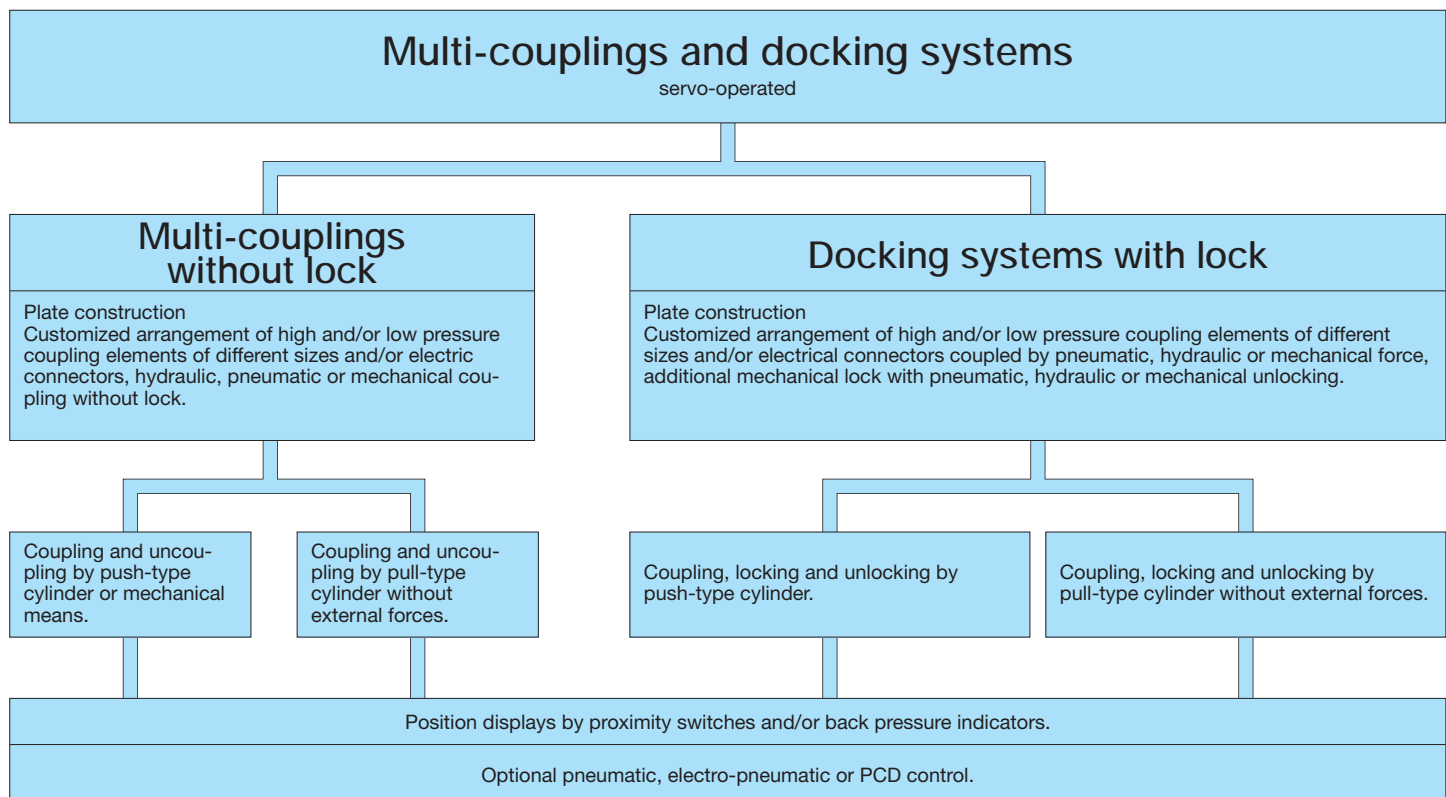 Multi-couplings and docking systems
servo-operated
Multi-couplings
without lock
Plate construction
Customized arrangement of high and/or low pressure
coupling elements of different sizes and/or electric
connectors, hydraulic, pneumatic or mechanical cou-
pling without lock.
Docking systems with lock
Plate construction
Customized arrangement of high and/or low pressure coupling elements of different
sizes and/or electrical connectors coupled by pneumatic, hydraulic or mechanical force,
additional mechanical lock with pneumatic, hydraulic or mechanical unlocking.
Coupling and uncou-
pling by push-type
cylinder or mechanical
means.
Coupling and uncou-
pling by pull-type
cylinder without
external forces.
Coupling, locking and unlocking by
push-type cylinder.
Coupling, locking and unlocking by
pull-type cylinder without external forces.
Position displays by proximity switches and/or back pressure indicators.
Optional pneumatic, electro-pneumatic or PCD control.